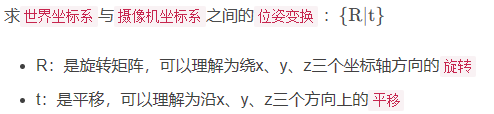 求世界坐标系与摄像机坐标系之间的位姿变换：{R|t}
R：是旋转矩阵，可以理解为绕x、y、z三个坐标轴方向的旋转
t：是平移，可以理解为沿x、y、z三个方向上的平移